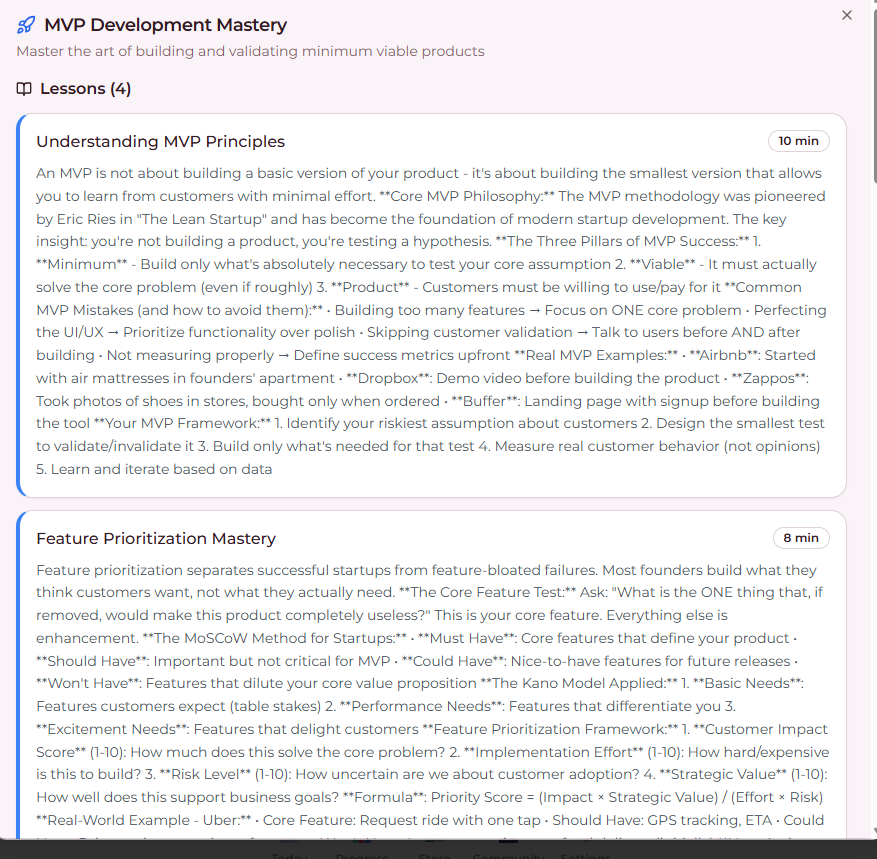 MVP Development Mastery
Master the art of building and validating minimum viable products
Lessons (4)
Understanding MVP Principles
10 min
An MVP is not about building a basic version of your product - it's about building the smallest version that allows
you to learn from customers with minimal effort. **Core MVP Philosophy:** The MVP methodology was pioneered
by Eric Ries in "The Lean Startup" and has become the foundation of modern startup development. The key
insight: you're not building a product, you're testing a hypothesis. **The Three Pillars of MVP Success:** 1.
**Minimum** - Build only what's absolutely necessary to test your core assumption 2. **Viable** - It must actually
solve the core problem (even if roughly) 3. **Product** - Customers must be willing to use/pay for it **Common
MVP Mistakes (and how to avoid them):** • Building too many features → Focus on ONE core problem • Perfecting
the UI/UX → Prioritize functionality over polish • Skipping customer validation → Talk to users before AND after
building • Not measuring properly → Define success metrics upfront **Real MVP Examples:** • **Airbnb**: Started
with air mattresses in founders' apartment • **Dropbox**: Demo video before building the product • **Zappos**:
Took photos of shoes in stores, bought only when ordered • **Buffer**: Landing page with signup before building
the tool **Your MVP Framework:** 1. Identify your riskiest assumption about customers 2. Design the smallest test
to validate/invalidate it 3. Build only what's needed for that test 4. Measure real customer behavior (not opinions)
5. Learn and iterate based on data
Feature Prioritization Mastery
8 min
Feature prioritization separates successful startups from feature-bloated failures. Most founders build what they
think customers want, not what they actually need. **The Core Feature Test:** Ask: "What is the ONE thing that, if
removed, would make this product completely useless?" This is your core feature. Everything else is
enhancement. **The MoSCoW Method for Startups:** • **Must Have**: Core features that define your product •
**Should Have**: Important but not critical for MVP • **Could Have**: Nice-to-have features for future releases •
**Won't Have**: Features that dilute your core value proposition **The Kano Model Applied:** 1. **Basic Needs**:
Features customers expect (table stakes) 2. **Performance Needs**: Features that differentiate you 3.
**Excitement Needs**: Features that delight customers **Feature Prioritization Framework:** 1. **Customer Impact
Score** (1-10): How much does this solve the core problem? 2. **Implementation Effort** (1-10): How hard/expensive
is this to build? 3. **Risk Level** (1-10): How uncertain are we about customer adoption? 4. **Strategic Value** (1-10):
How well does this support business goals? **Formula**: Priority Score = (Impact × Strategic Value) / (Effort × Risk)
**Real-World Example - Uber:** • Core Feature: Request ride with one tap • Should Have: GPS tracking, ETA • Could
Today Progress Store Community Settings